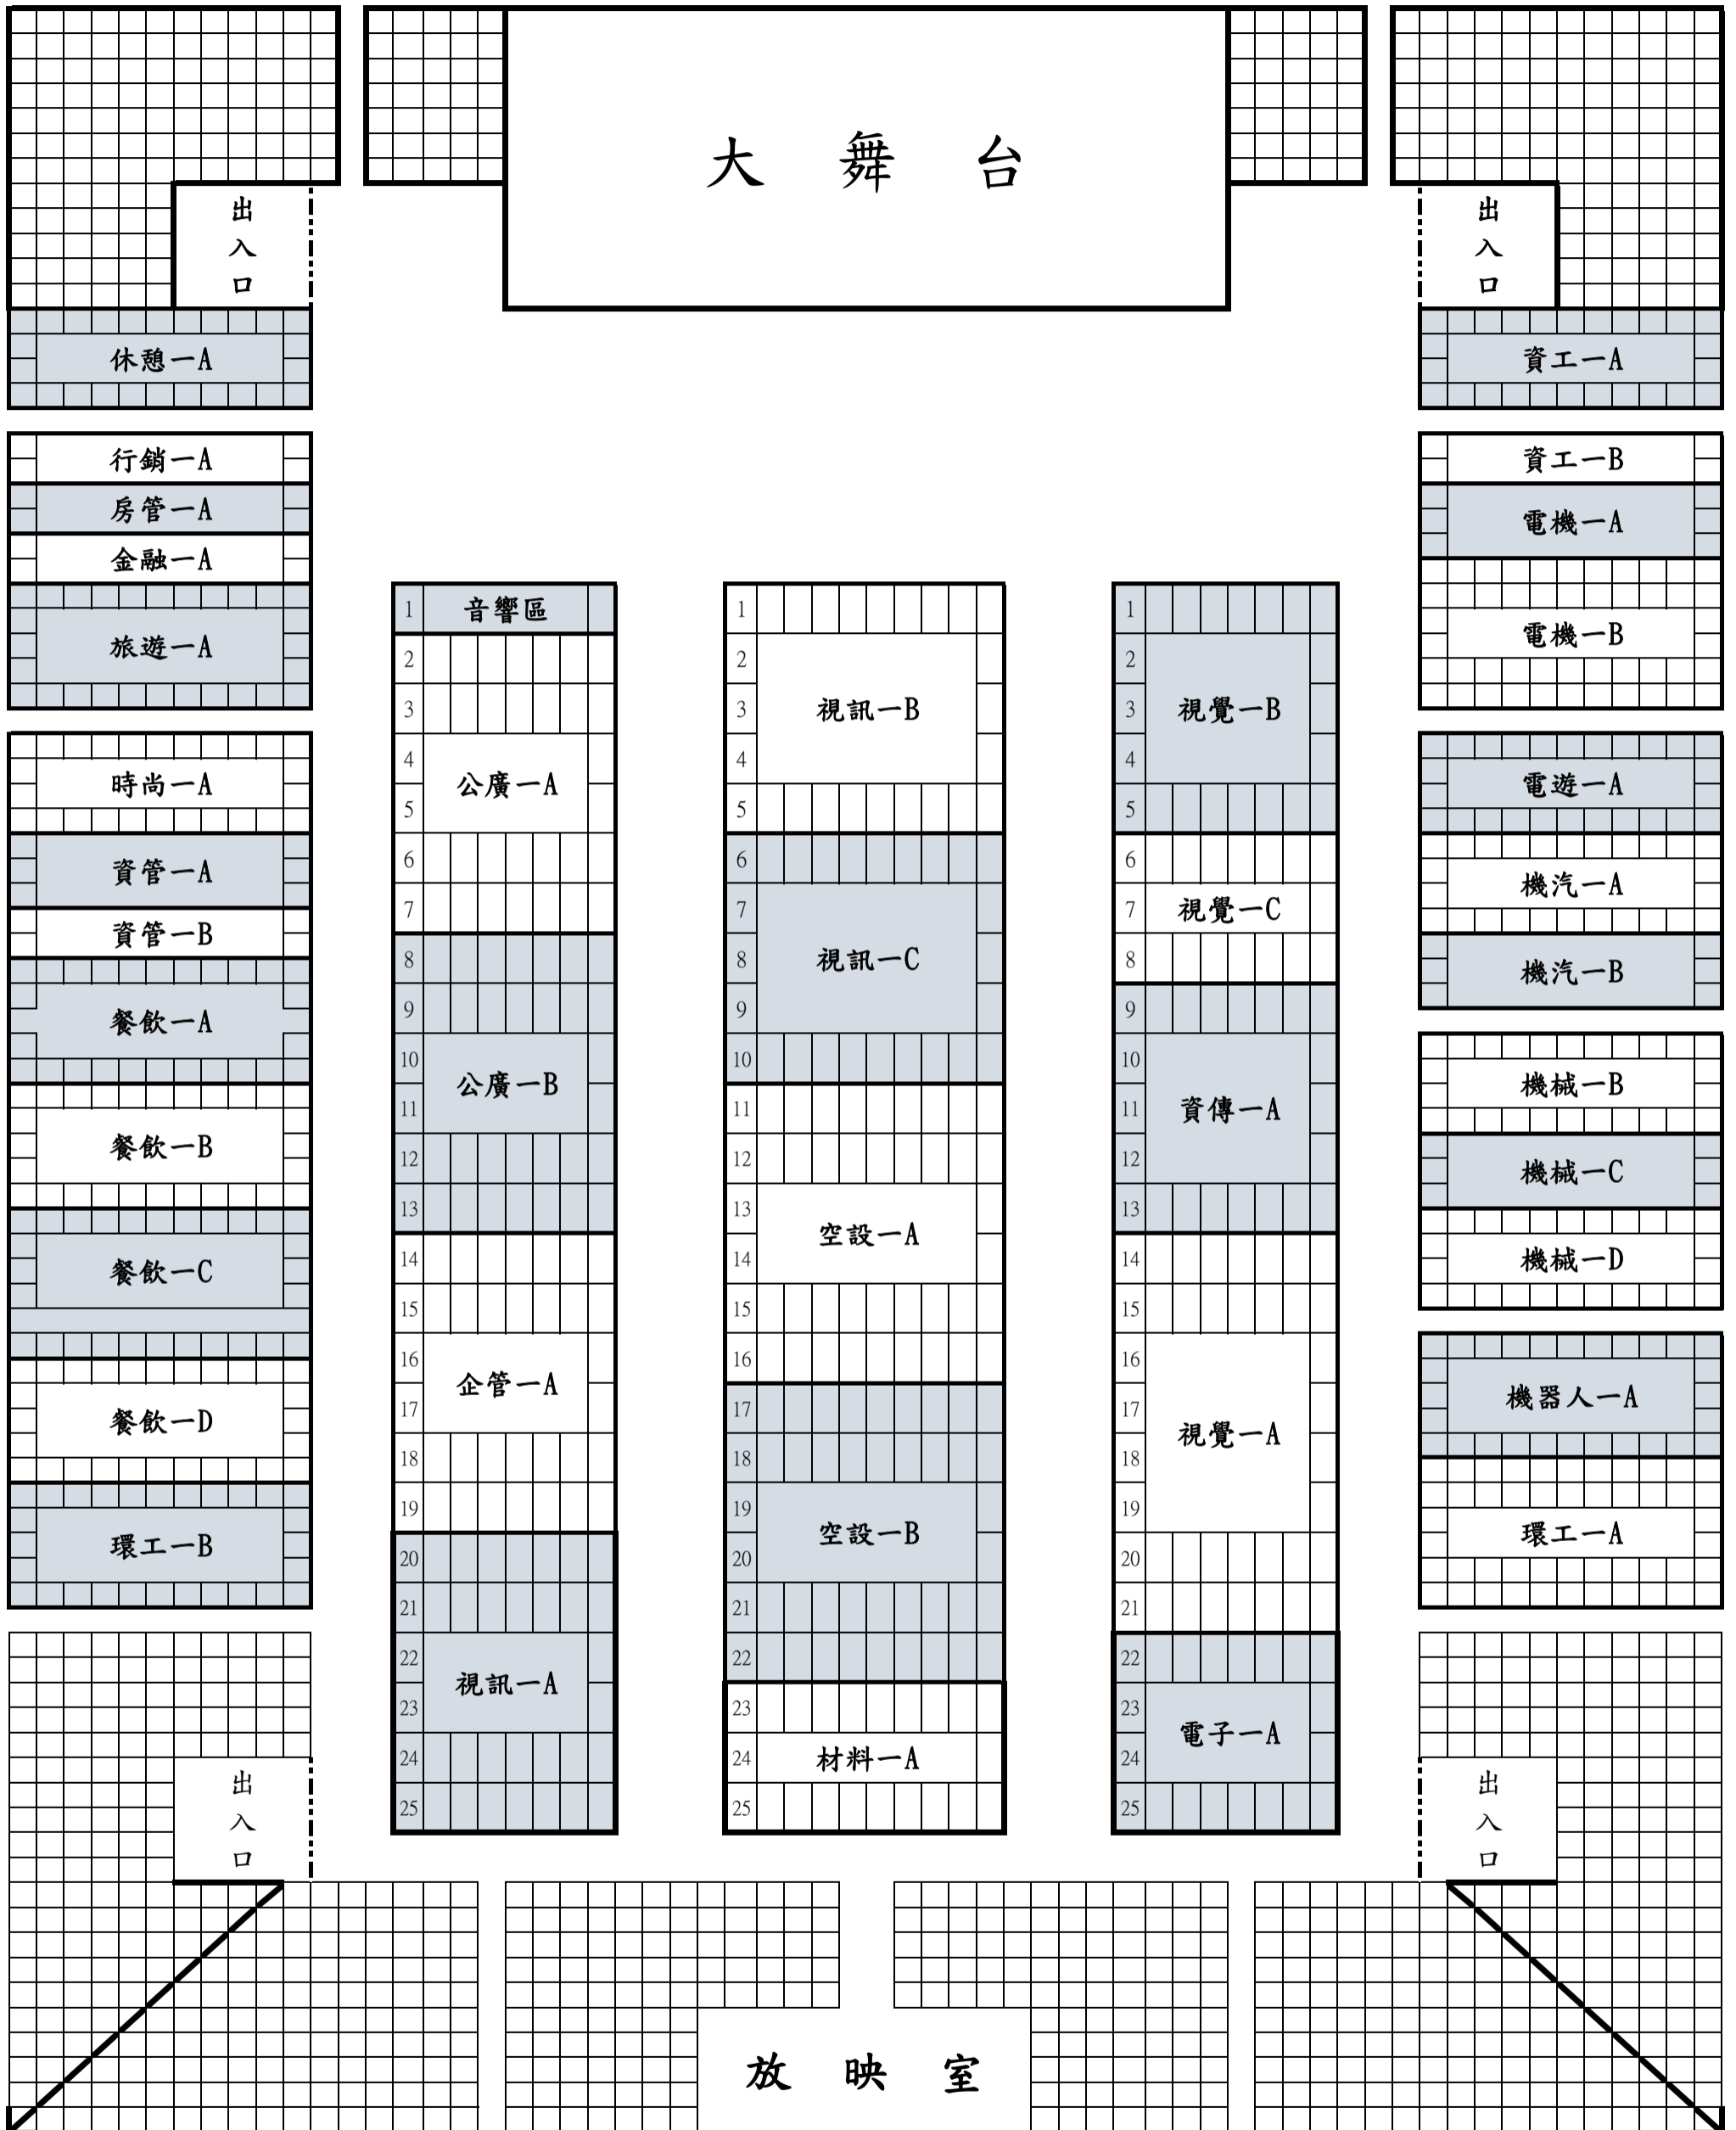 大舞台
出入口
出入口
休憩一A
行銷一A
房管一A
金融一A
旅遊一A
時尚一A
資管一A
資管一B
餐飲一A
餐飲一B
餐飲一C
餐飲一D
環工一B
出入口
1 音響區
2
3
4
公廣一A
5
6
7
8
9
10
公廣一B
11
12
13
14
15
16
企管一A
17
18
19
20
21
22
視訊一A
23
24
25
1
2
3 視訊一B
4
5
6
7
8 視訊一C
9
10
11
12
13
空設一A
14
15
16
17
18
19
空設一B
20
21
22
23
24 材料一A
25
1
2
3 視覺一B
4
5
6
7 視覺一C
8
9
10
11 資傳一A
12
13
14
15
16
17
視覺一A
18
19
20
21
22
23
電子一A
24
25
資工一A
資工一B
電機一A
電機一B
電遊一A
機汽一A
機汽一B
機械一B
機械一C
機械一D
機器人一A
環工一A
出入口
放映室